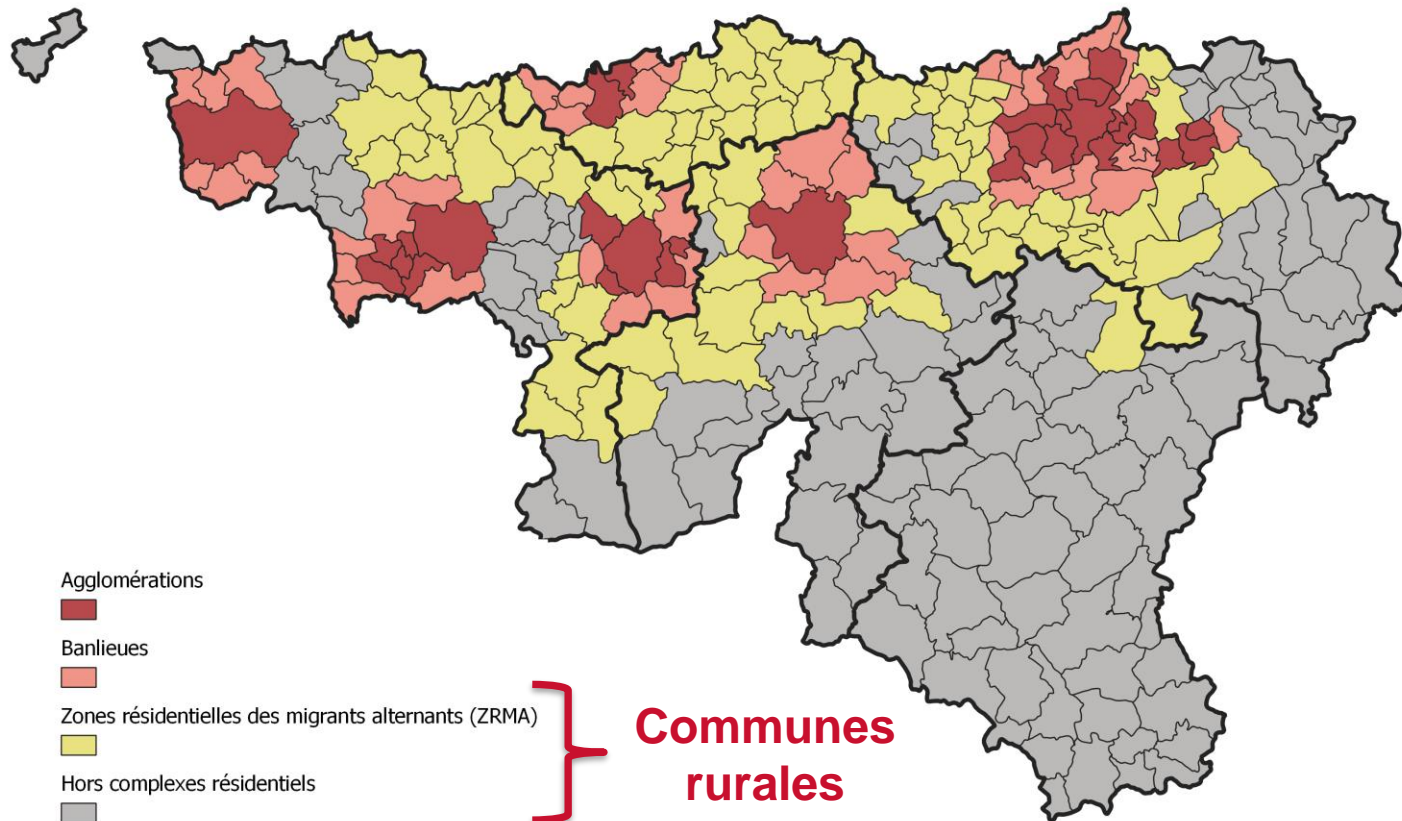 Agglomérations
Banlieues
Zones résidentielles des migrants alternants (ZRMA)
Hors complexes résidentiels
Communes
rurales